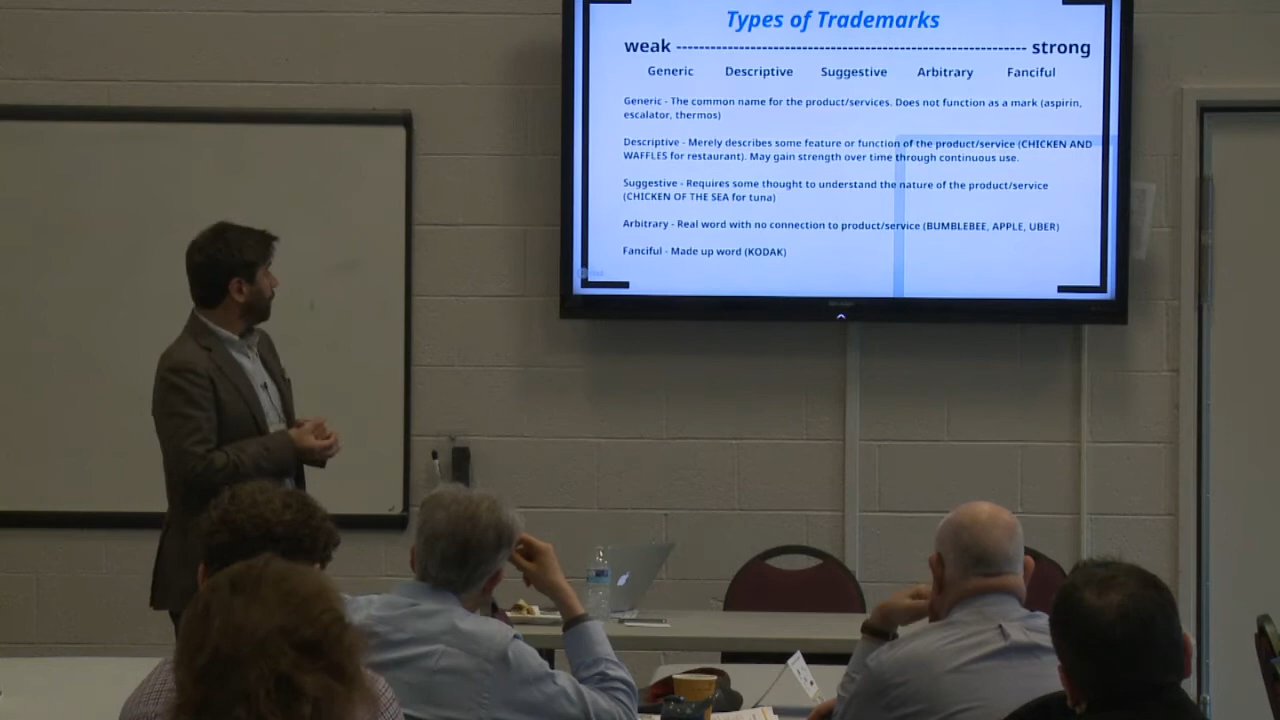 Types of Trademarks
weak ---------------------------------------------------------------- strong
Generic Descriptive Suggestive Arbitrary Fanciful
Generic - The common name for the product/services. Does not function as a mark (aspirin,
escalator, thermos)
Descriptive - Merely describes some feature or function of the product/service (CHICKEN AND
WAFFLES for restaurant). May gain strength over time through continuous use.
Suggestive - Requires some thought to understand the nature of the product/service
(CHICKEN OF THE SEA for tuna)
Arbitrary - Real word with no connection to product/service (BUMBLEBEE, APPLE, UBER)
Fanciful - Made up word (KODAK)
SHARP